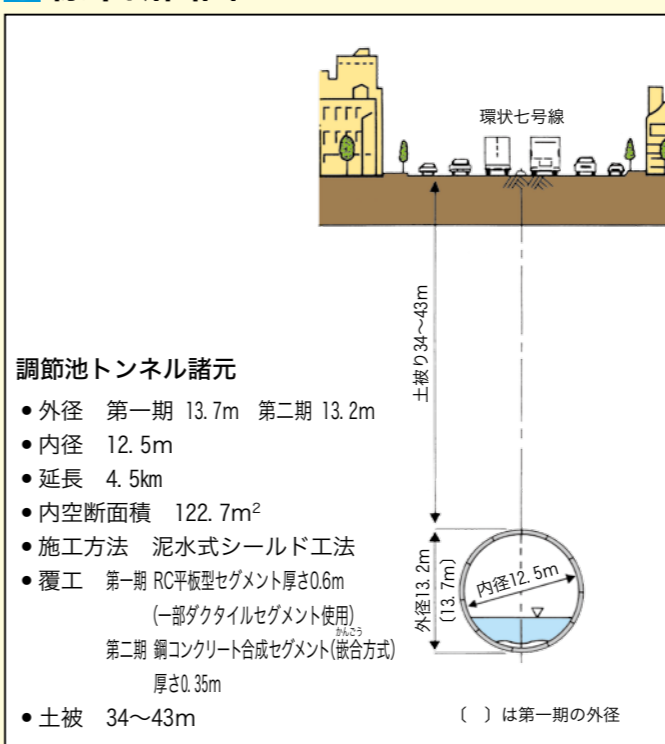 環状七号線
土被り34～43m
調節池トンネル諸元
●外径 第一期 13.7m 第二期 13.2m
●内径 12.5m
●延長 4.5km
●内空断面積 122.7m²
●施工方法 泥水式シールド工法
●覆工 第一期 RC平板型セグメント厚さ0.6m
(一部ダクタイルセグメント使用)
かんごう
第二期 鋼コンクリート合成セグメント(嵌合方式)
厚さ0.35m
●土被 34～43m
外径13.2m
〔13.7m〕
内径12.5m
〔 〕は第一期の外径